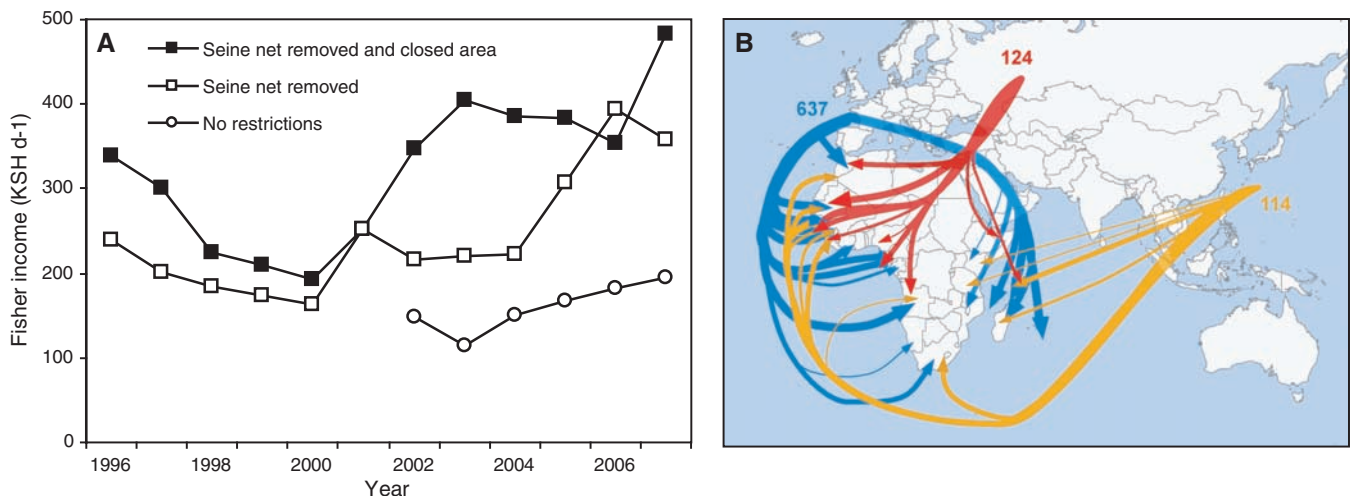 A
Fisher income (KSH d-1)
500
400
300
200
100
0
Seine net removed and closed area
Seine net removed
No restrictions
1996
1998
2000
2002
2004
2006
Year
B
124
637
114